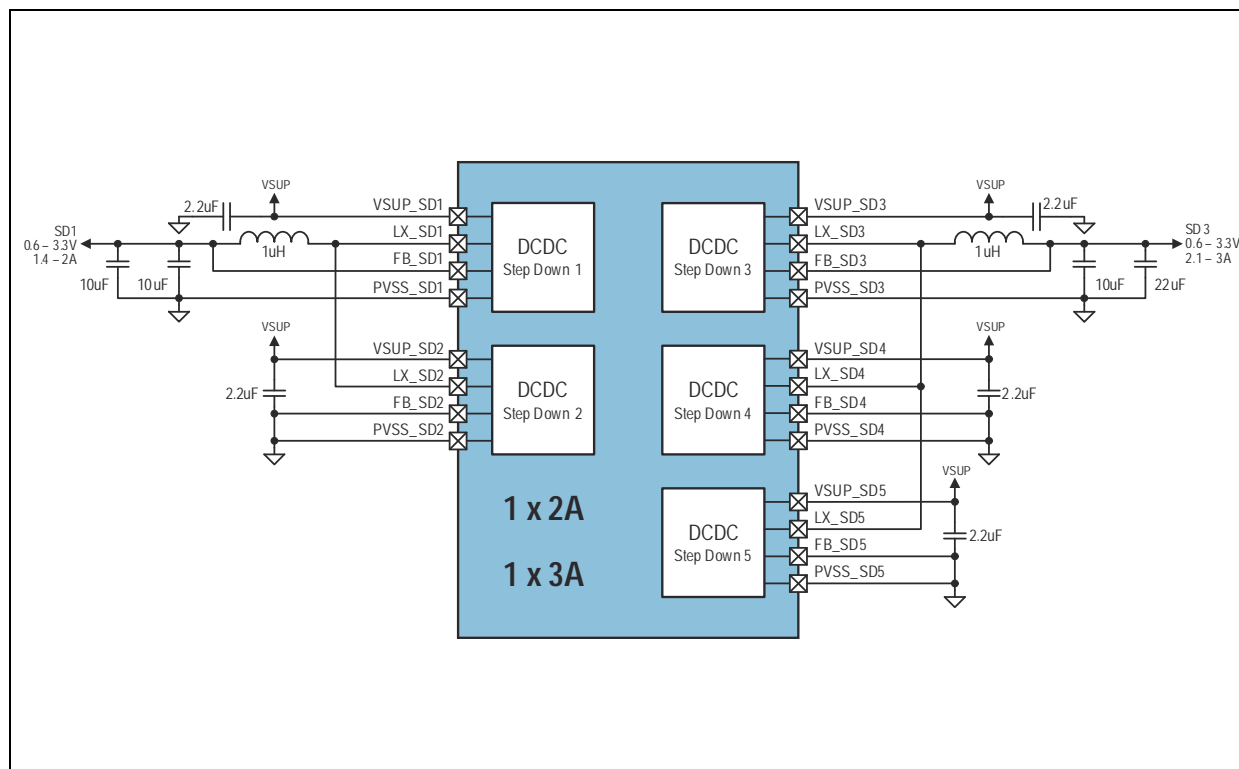 VSUP
2.2uF
VSUP_SD1
SD1
0.6 – 3.3V
1.4 – 2A
1uH
LX_SD1
FB_SD1
10uF
10uF
PVSS_SD1
DCDC
Step Down 1
VSUP
VSUP_SD2
LX_SD2
2.2uF
FB_SD2
PVSS_SD2
DCDC
Step Down 2
1 x 2A
1 x 3A
DCDC
Step Down 3
VSUP_SD3
VSUP
2.2uF
LX_SD3
1uH
SD3
0.6 – 3.3V
2.1 – 3A
FB_SD3
PVSS_SD3
10uF
22uF
DCDC
Step Down 4
VSUP_SD4
VSUP
LX_SD4
2.2uF
FB_SD4
PVSS_SD4
DCDC
Step Down 5
VSUP_SD5
VSUP
LX_SD5
2.2uF
FB_SD5
PVSS_SD5